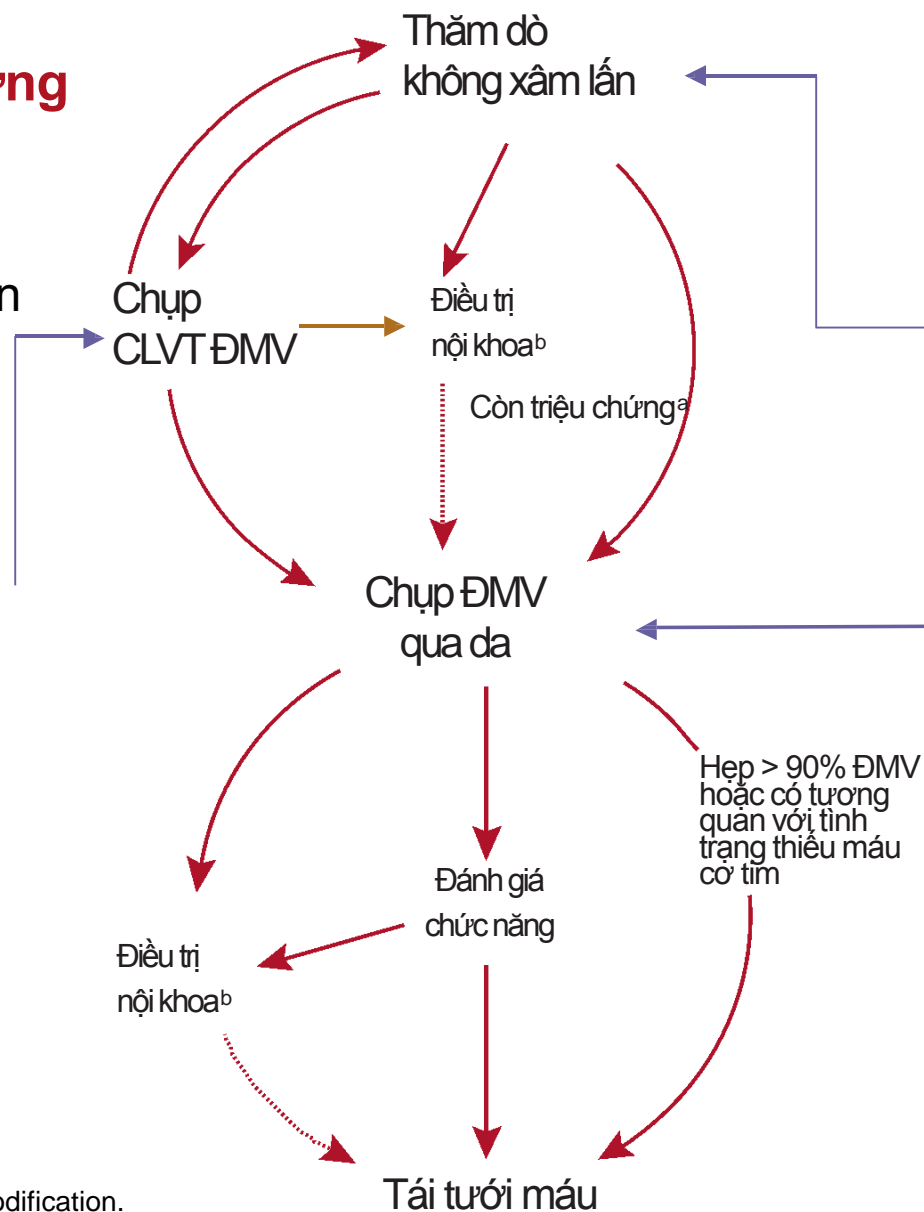 Thăm dò
không xâm lấn
Chụp
CLVT ĐMV
Điều trị
nội khoaᵇ
Còn triệu chứngᵃ
Chụp ĐMV
qua da
Hẹp > 90% ĐMV
hoặc có tương
quan với tình
trạng thiếu máu
cơ tim
Đánh giá
chức năng
Điều trị
nội khoaᵇ
Tái tưới máu